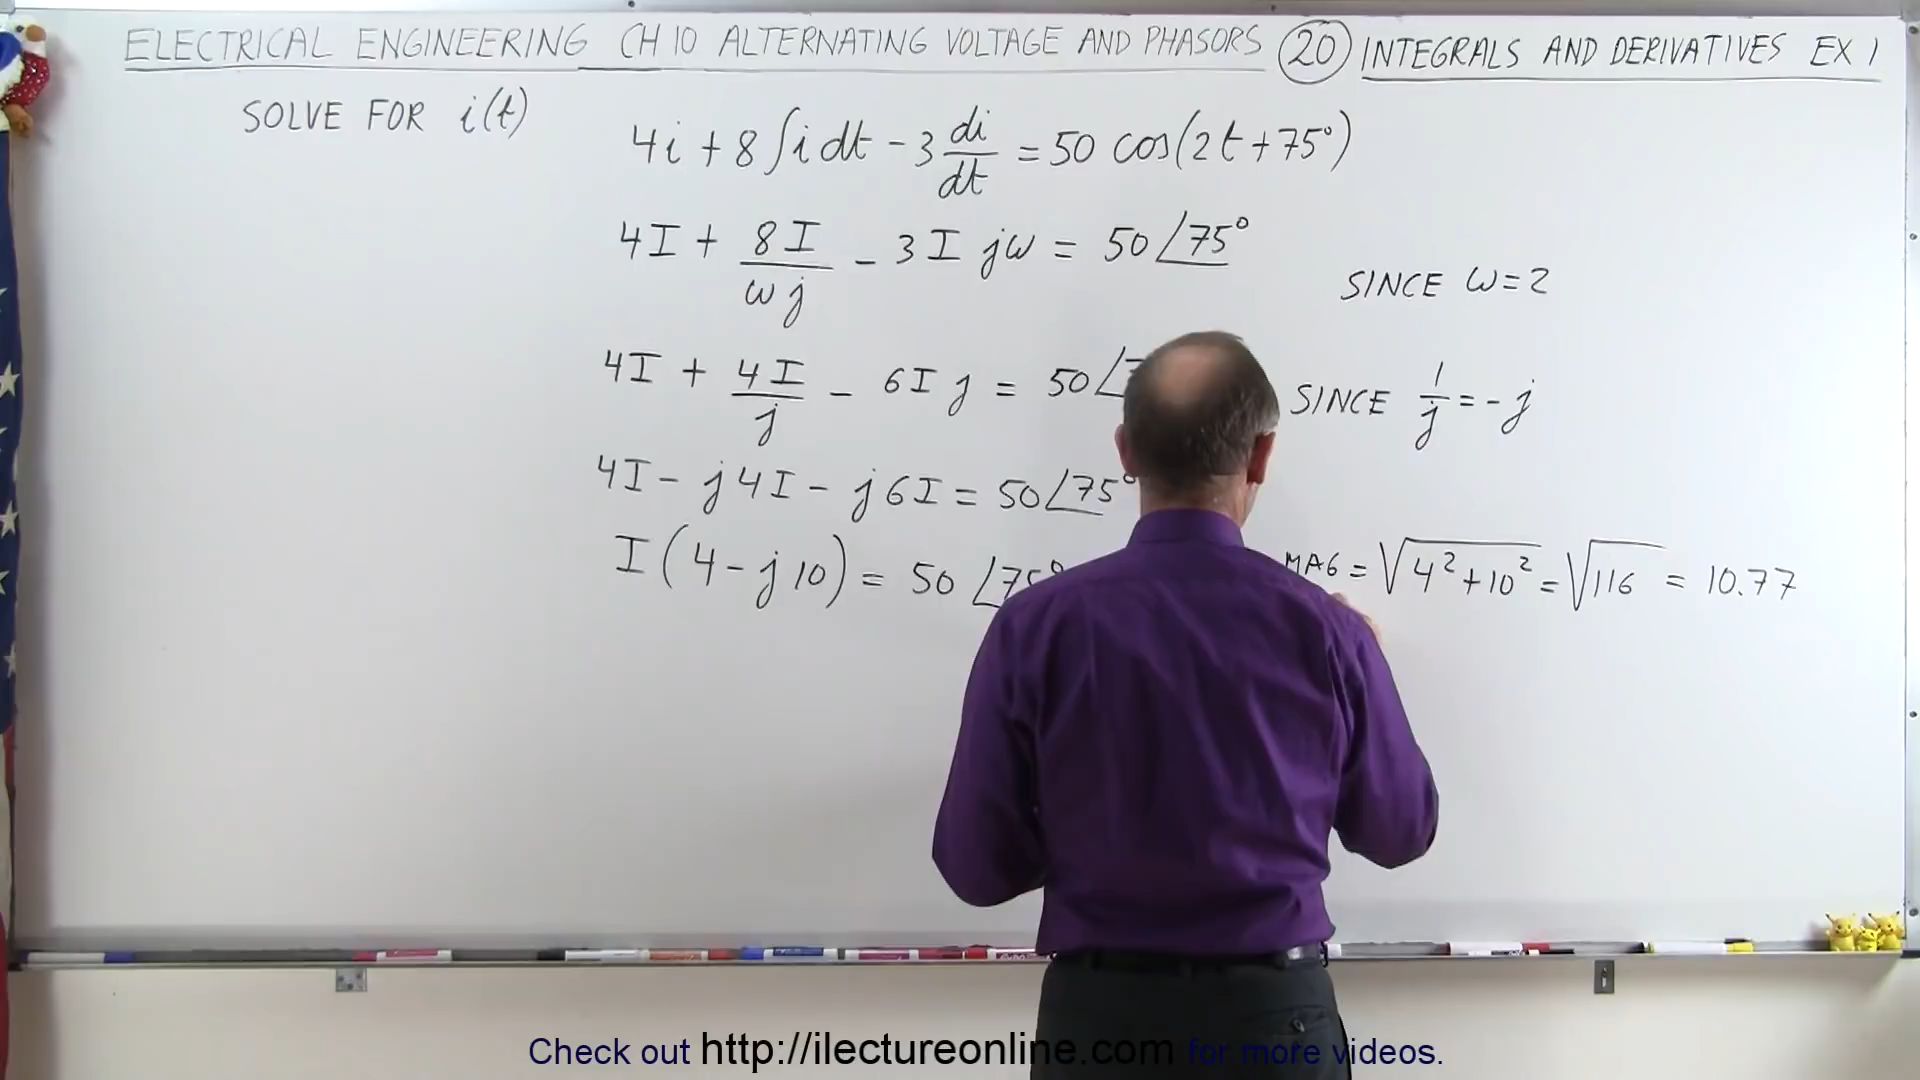 ELECTRICAL ENGINEERING CH 10 ALTERNATING VOLTAGE AND PHASORS 20 INTEGRALS AND DERIVATIVES EX 1
SOLVE FOR i(t)
4i + 8∫i dt - 3 di/dt = 50 cos(2t+75°)
4I + 8I/ωj - 3I jω = 50∠75°
SINCE ω=2
4I + 4I/j - 6I j = 50∠7
SINCE 1/j = -j
4I - j4I - j6I = 50∠75°
I(4 - j10) = 50∠75°
MAG = √4²+10² = √116 = 10.77
Check out http://ilectureonline.com for more videos.